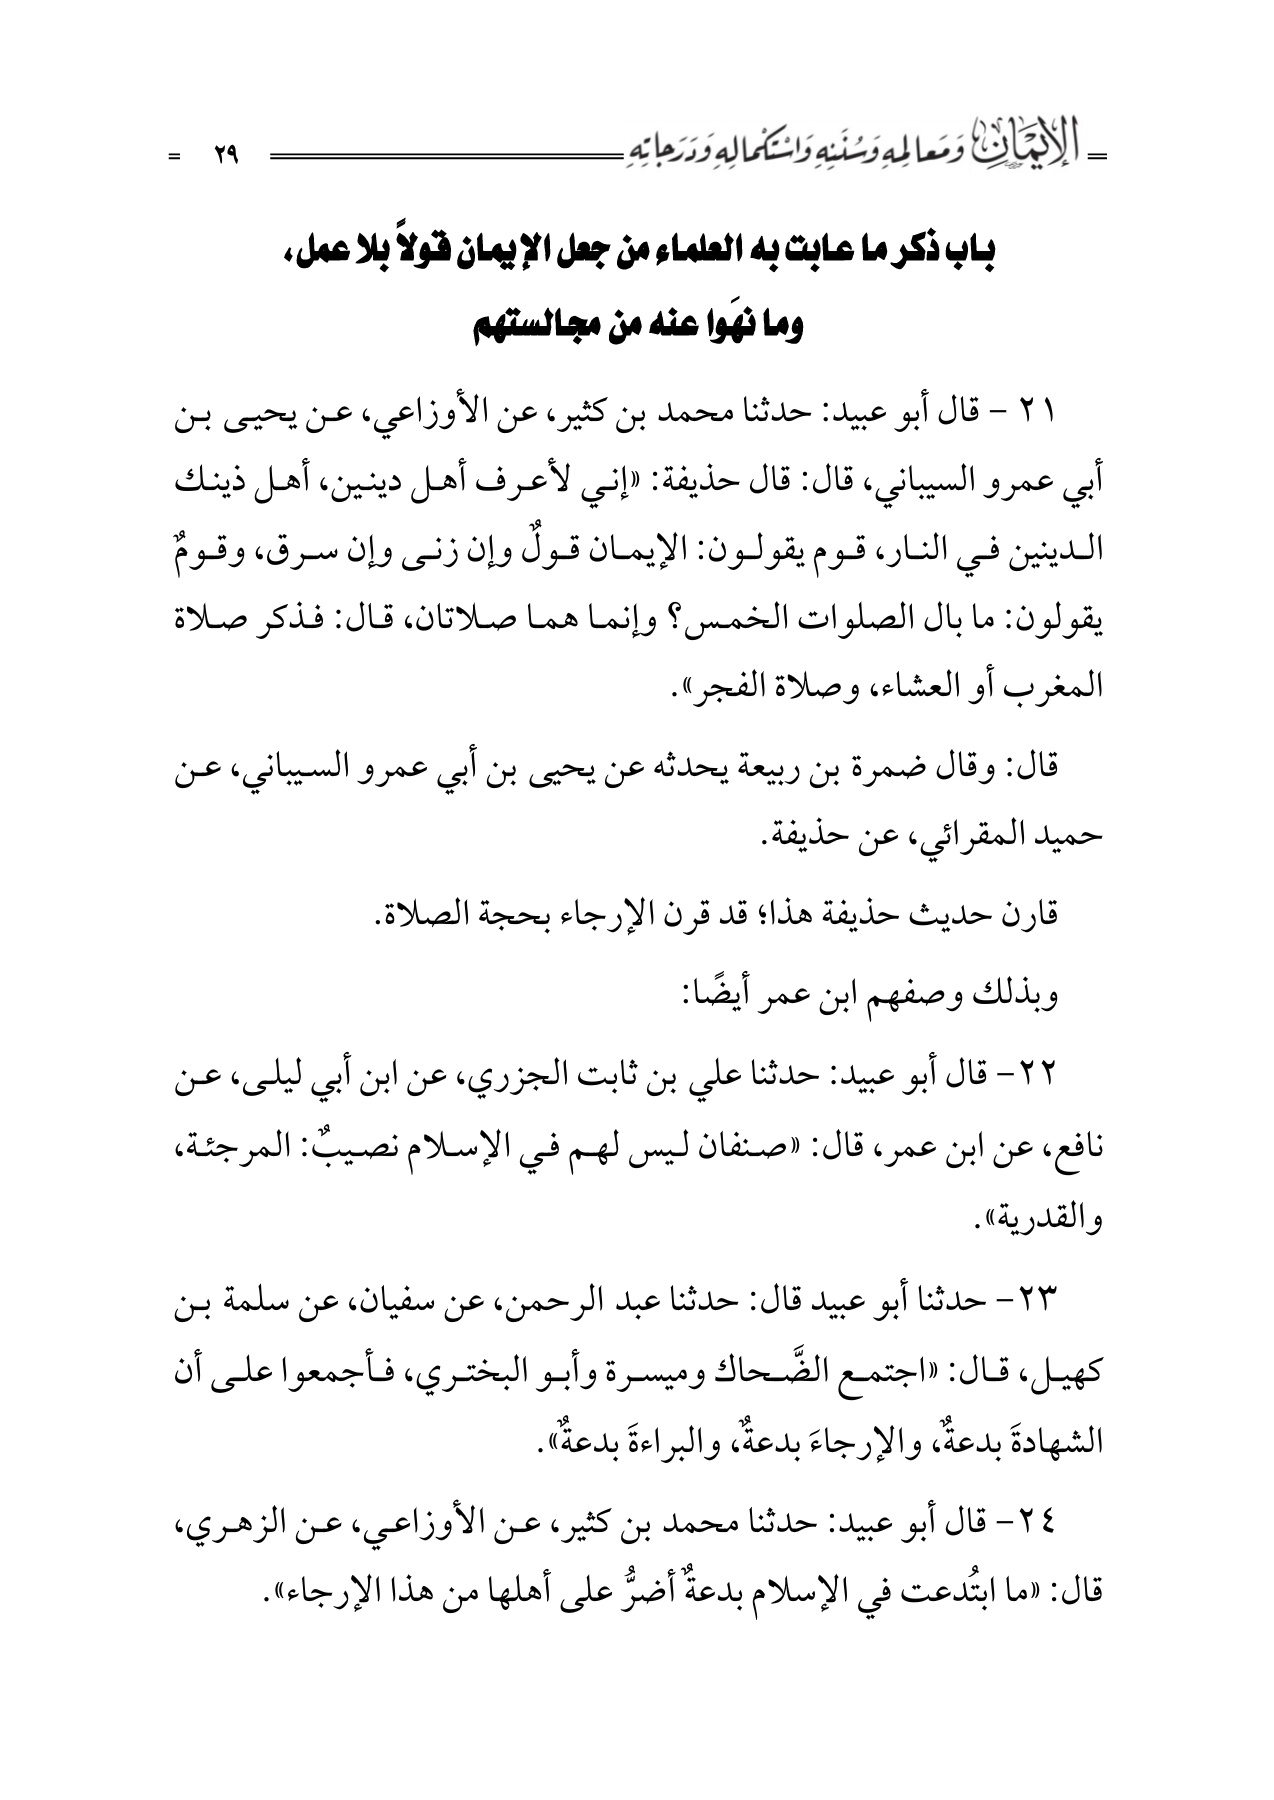 الإيمان ومعالمه وسننه واستكماله ودرجاته ٢٩
باب ذكر ما عابت به العلماء من جعل الإيمان قولاً بلا عمل،
وما نهَوا عنه من مجالستهم
٢١ – قال أبو عبيد: حدثنا محمد بن كثير، عن الأوزاعي، عن يحيى بن
أبي عمرو السيباني، قال: قال حذيفة: «إني لأعرف أهل دينين، أهل ذينك
الدينين في النار، قوم يقولون: الإيمان قولٌ وإن زنى وإن سرق، وقومٌ
يقولون: ما بال الصلوات الخمس؟ وإنما هما صلاتان، قال: فذكر صلاة
المغرب أو العشاء، وصلاة الفجر».
قال: وقال ضمرة بن ربيعة يحدثه عن يحيى بن أبي عمرو السيباني، عن
حميد المقرائي، عن حذيفة.
قارن حديث حذيفة هذا؛ قد قرن الإرجاء بحجة الصلاة.
وبذلك وصفهم ابن عمر أيضًا:
٢٢– قال أبو عبيد: حدثنا علي بن ثابت الجزري، عن ابن أبي ليلى، عن
نافع، عن ابن عمر، قال: «صنفان ليس لهم في الإسلام نصيبٌ: المرجئة،
والقدرية».
٢٣– حدثنا أبو عبيد قال: حدثنا عبد الرحمن، عن سفيان، عن سلمة بن
كهيل، قال: «اجتمع الضَّحاك وميسرة وأبو البختري، فأجمعوا على أن
الشهادةَ بدعةٌ، والإرجاءَ بدعةٌ، والبراءةَ بدعةٌ».
٢٤– قال أبو عبيد: حدثنا محمد بن كثير، عن الأوزاعي، عن الزهري،
قال: «ما ابتُدعت في الإسلام بدعةٌ أضرُّ على أهلها من هذا الإرجاء».